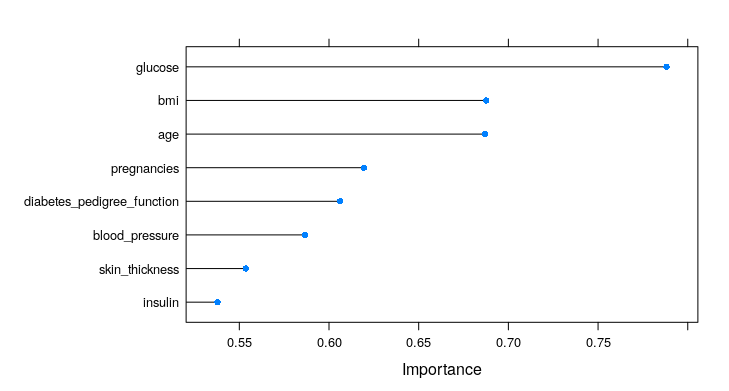 glucose
bmi
age
pregnancies
diabetes_pedigree_function
blood_pressure
skin_thickness
insulin
0.55 0.60 0.65 0.70 0.75
Importance